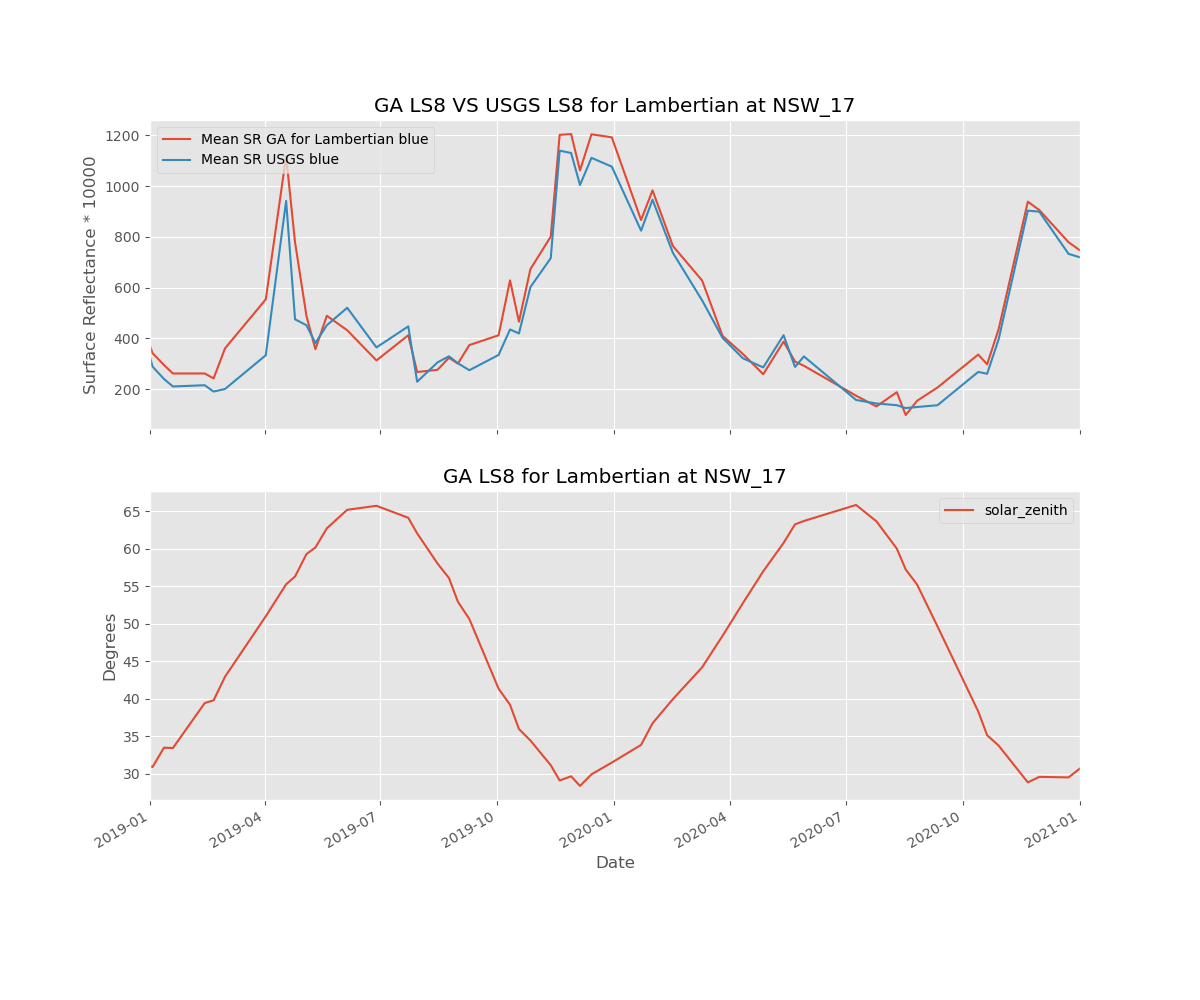 GA LS8 VS USGS LS8 for Lambertian at NSW_17
Mean SR GA for Lambertian blue
Mean SR USGS blue
Surface Reflectance * 10000
1200
1000
800
600
400
200
GA LS8 for Lambertian at NSW_17
solar_zenith
Degrees
65
60
55
50
45
40
35
30
2019-01
2019-04
2019-07
2019-10
2020-01
2020-04
2020-07
2020-10
2021-01
Date